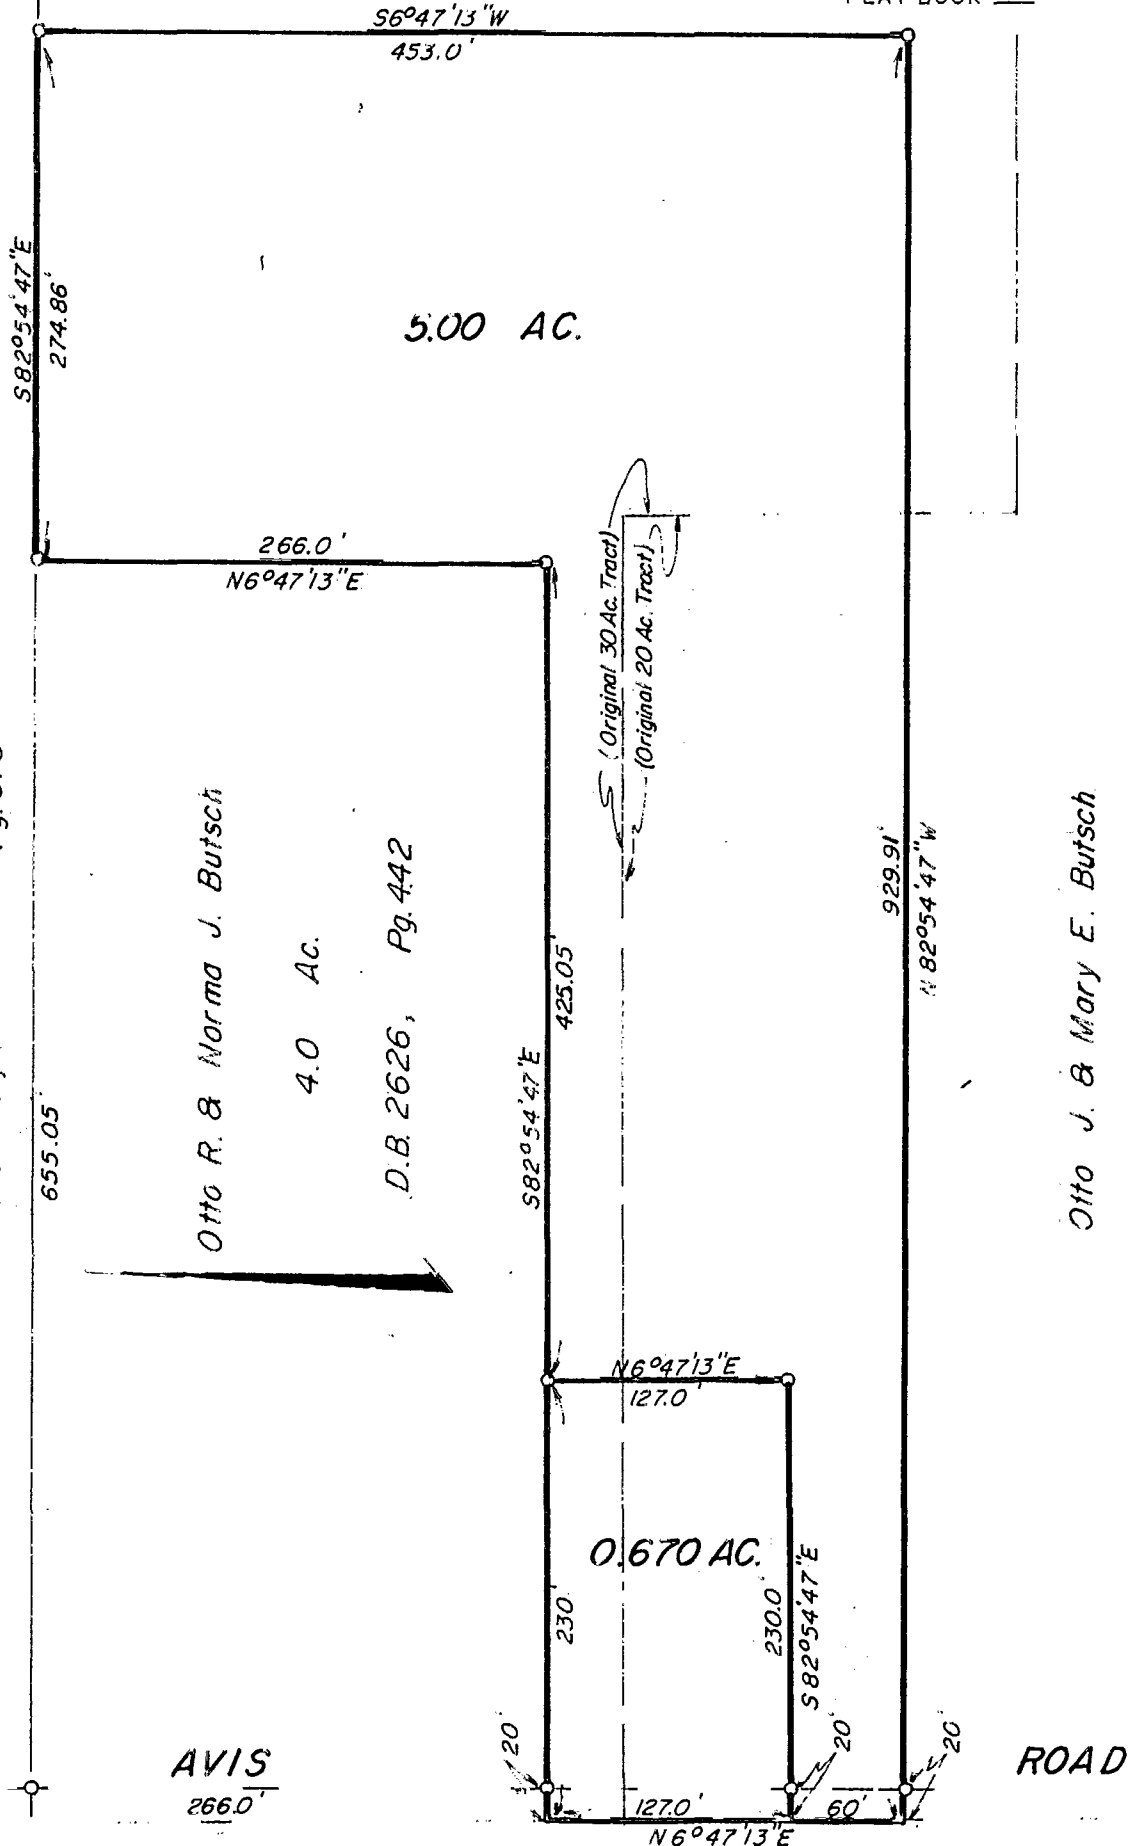 S6°47'13"W
453.0'
S82°54'47"E
274.86'
5.00 AC.
266.0'
N6°47'13"E
(Original 30 Ac. Tract)
(Original 20 Ac. Tract)
Otto R. & Norma J. Butsch
4.0 Ac.
D.B. 2626, Pg. 442
655.05'
S82°54'47"E
425.05'
929.91'
N82°54'47"W
Otto J. & Mary E. Butsch
N6°47'13"E
127.0'
0.670 AC.
230'
230.0'
S82°54'47"E
20'
20'
20'
AVIS
ROAD
266.0'
127.0'
60'
N6°47'13"E